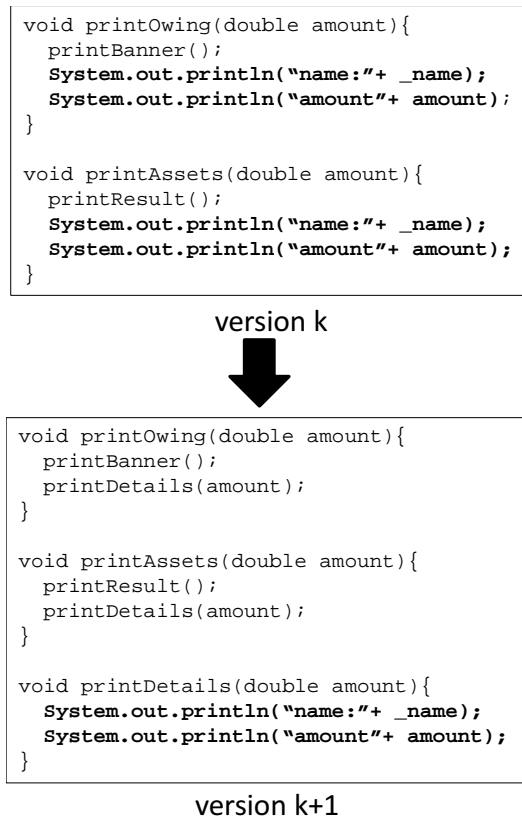 void printOwing(double amount){
  printBanner();
  System.out.println(“name:”+ _name);
  System.out.println(“amount”+ amount);
}
void printAssets(double amount){
  printResult();
  System.out.println(“name:”+ _name);
  System.out.println(“amount”+ amount);
}
version k
void printOwing(double amount){
  printBanner();
  printDetails(amount);
}
void printAssets(double amount){
  printResult();
  printDetails(amount);
}
void printDetails(double amount){
  System.out.println(“name:”+ _name);
  System.out.println(“amount”+ amount);
}
version k+1